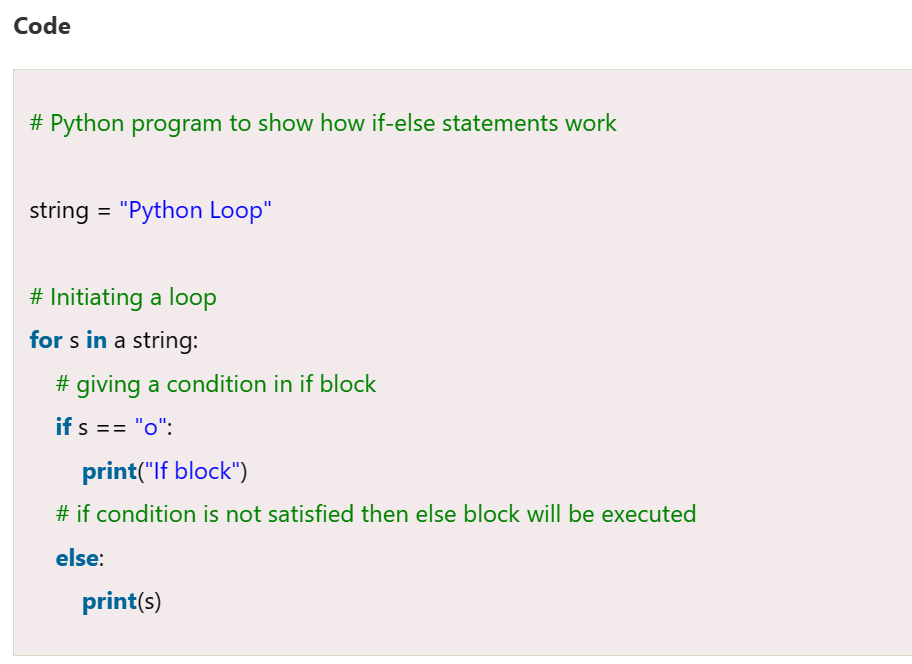 Code
# Python program to show how if-else statements work
string = "Python Loop"
# Initiating a loop
for s in a string:
# giving a condition in if block
if s == "o":
print("If block")
# if condition is not satisfied then else block will be executed
else:
print(s)